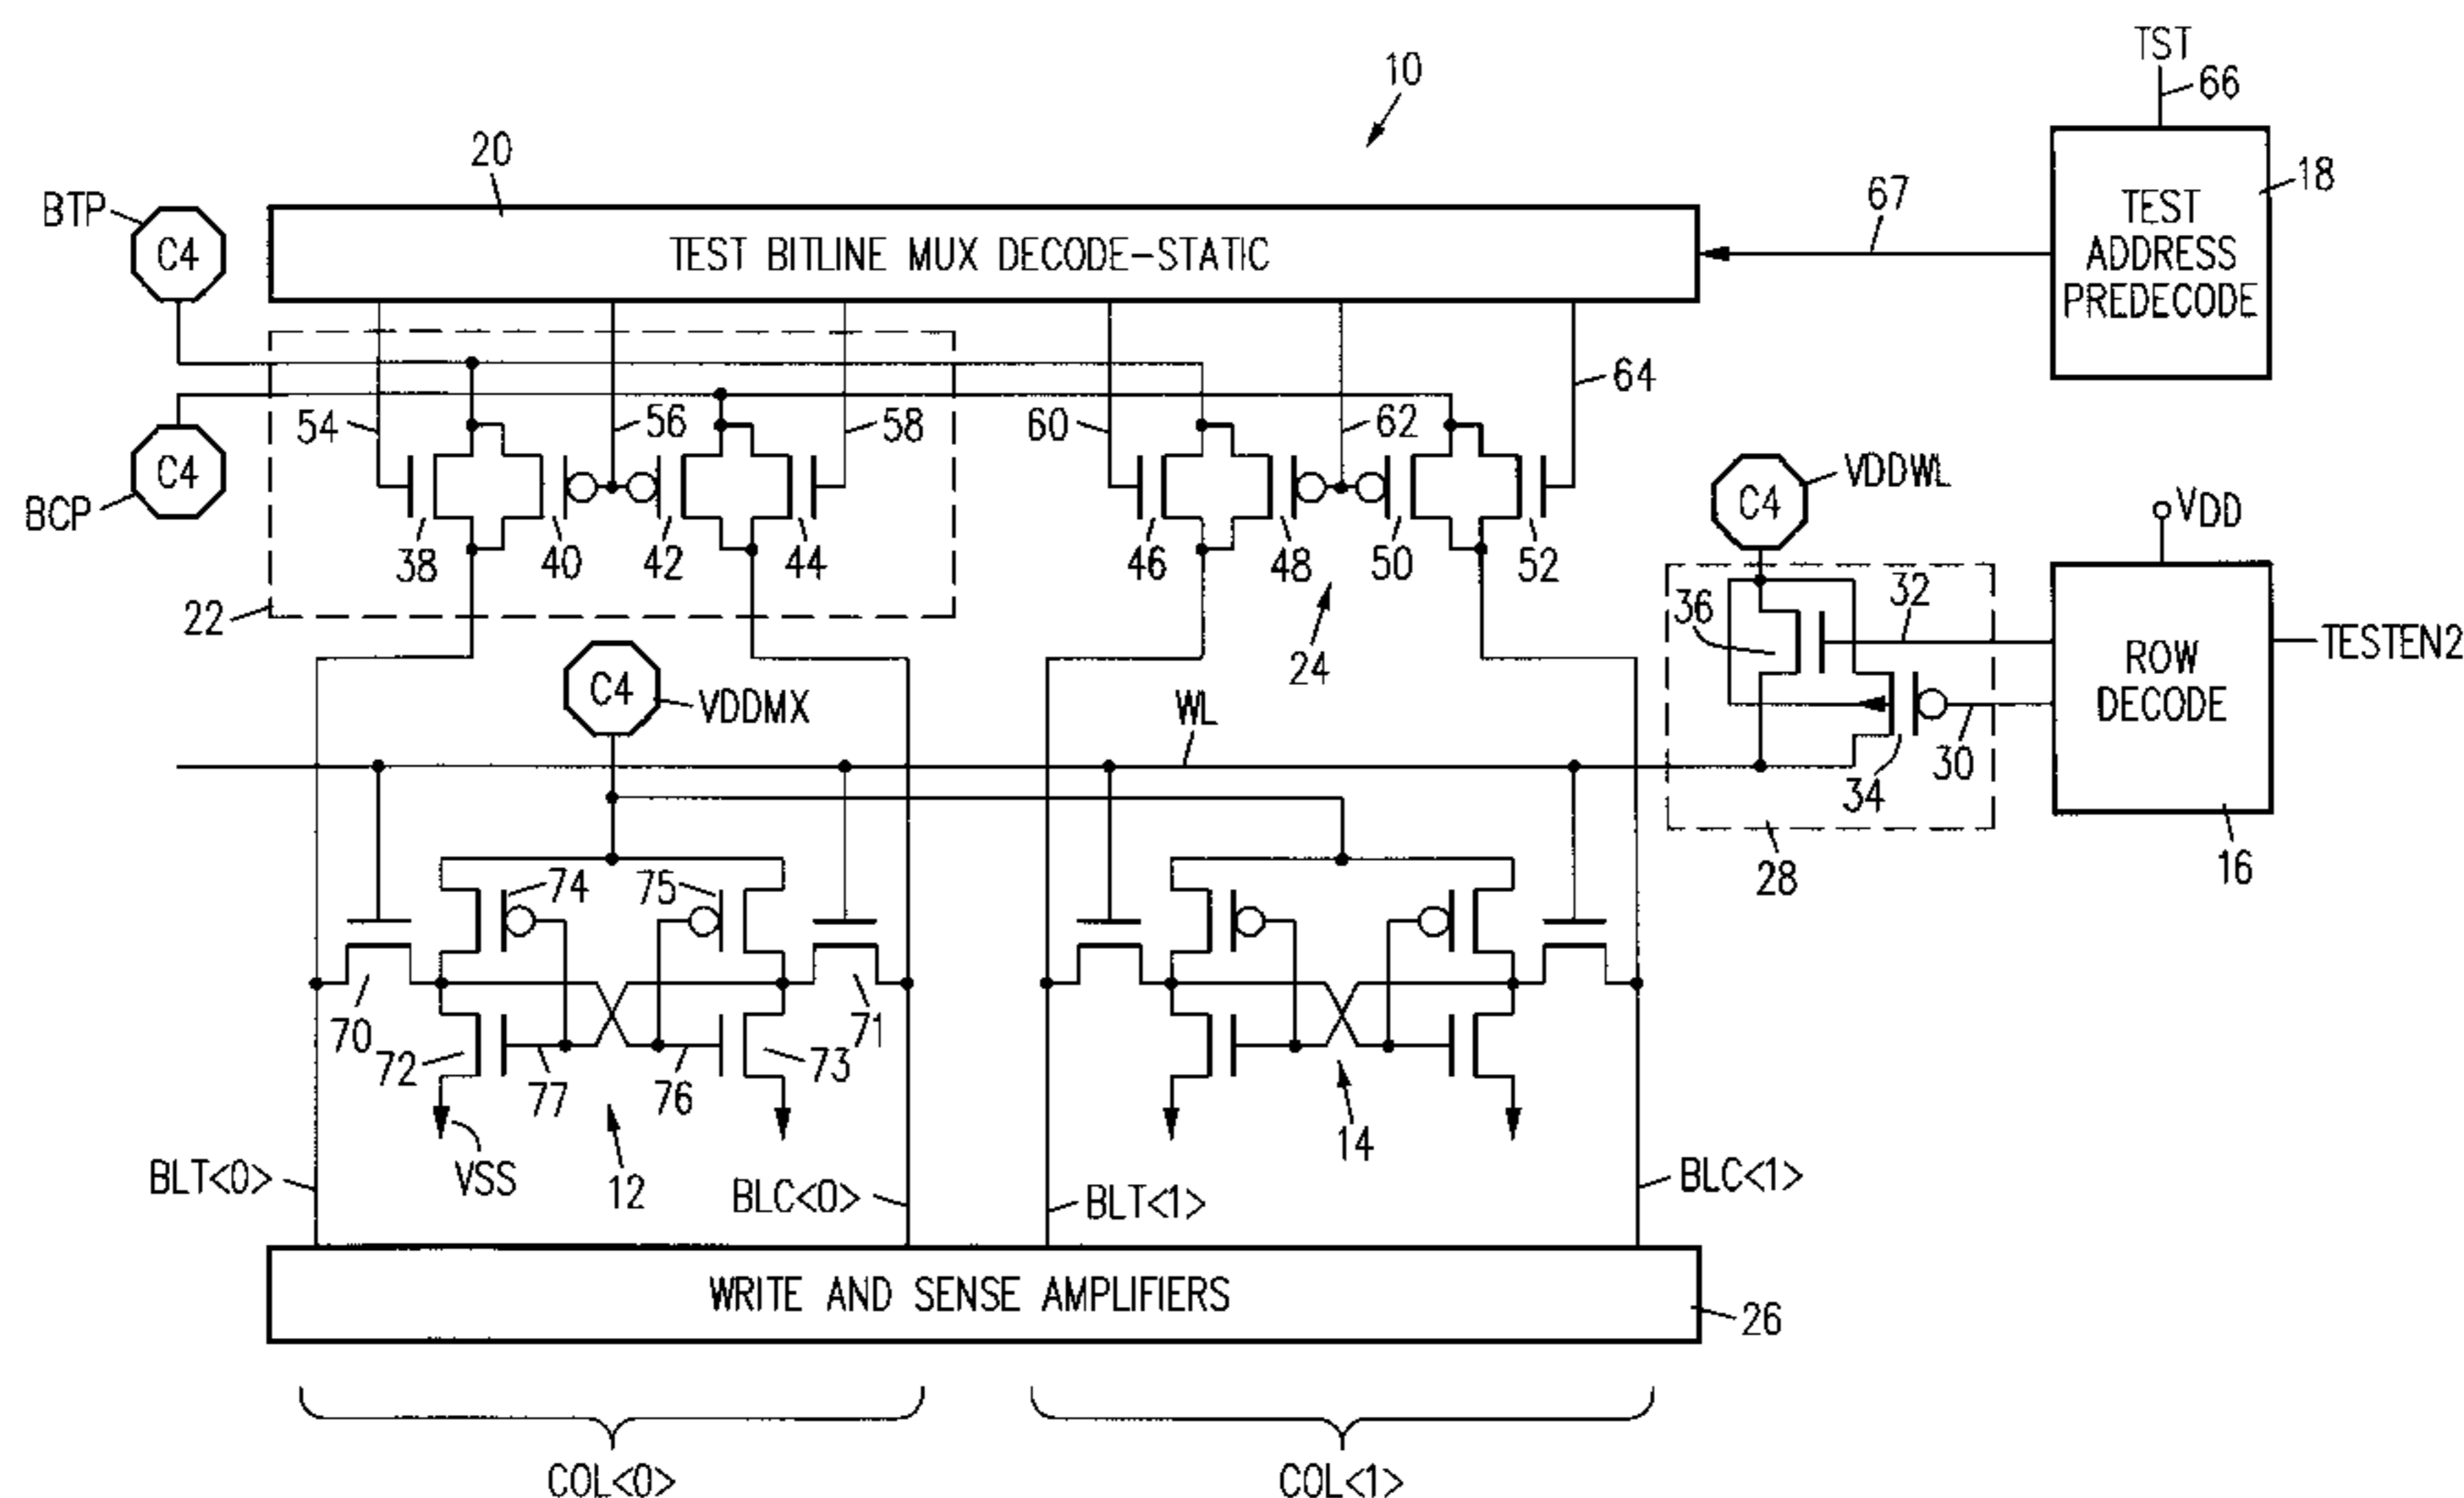 TST
66
10
20
18
BTP
C4
67
TEST
ADDRESS
PREDECODE
TEST BITLINE MUX DECODE-STATIC
64
54
56
58
60
62
C4
BCP
VDDWL
C4
VDD
38
40
42
44
46
48
50
52
22
24
36
32
ROW
DECODE
TESTEN2
C4
VDDMX
WL
34
30
28
16
74
75
70
71
72
73
77
76
VSS
12
14
BLT<0>
BLC<0>
BLT<1>
BLC<1>
WRITE AND SENSE AMPLIFIERS
26
COL<0>
COL<1>